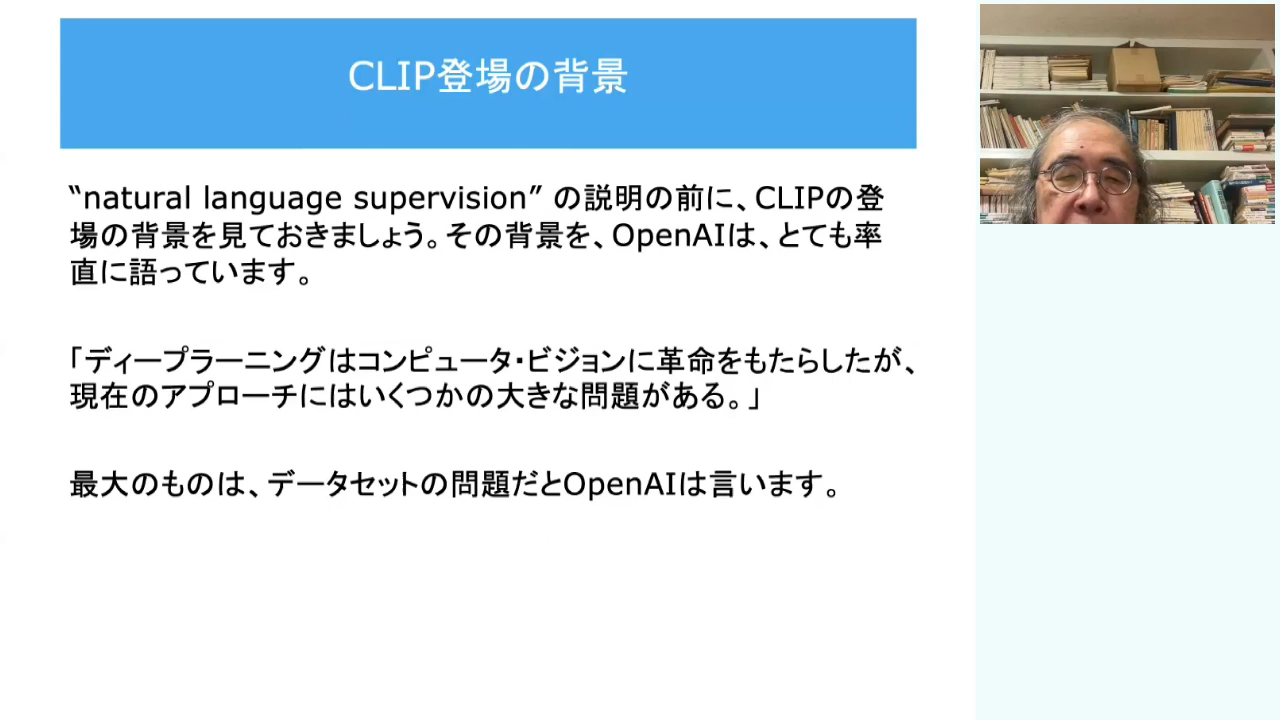 CLIP登場の背景
“natural language supervision” の説明の前に、CLIPの登
場の背景を見ておきましょう。その背景を、OpenAIは、とても率
直に語っています。
「ディープラーニングはコンピュータ・ビジョンに革命をもたらしたが、
現在のアプローチにはいくつかの大きな問題がある。」
最大のものは、データセットの問題だとOpenAIは言います。